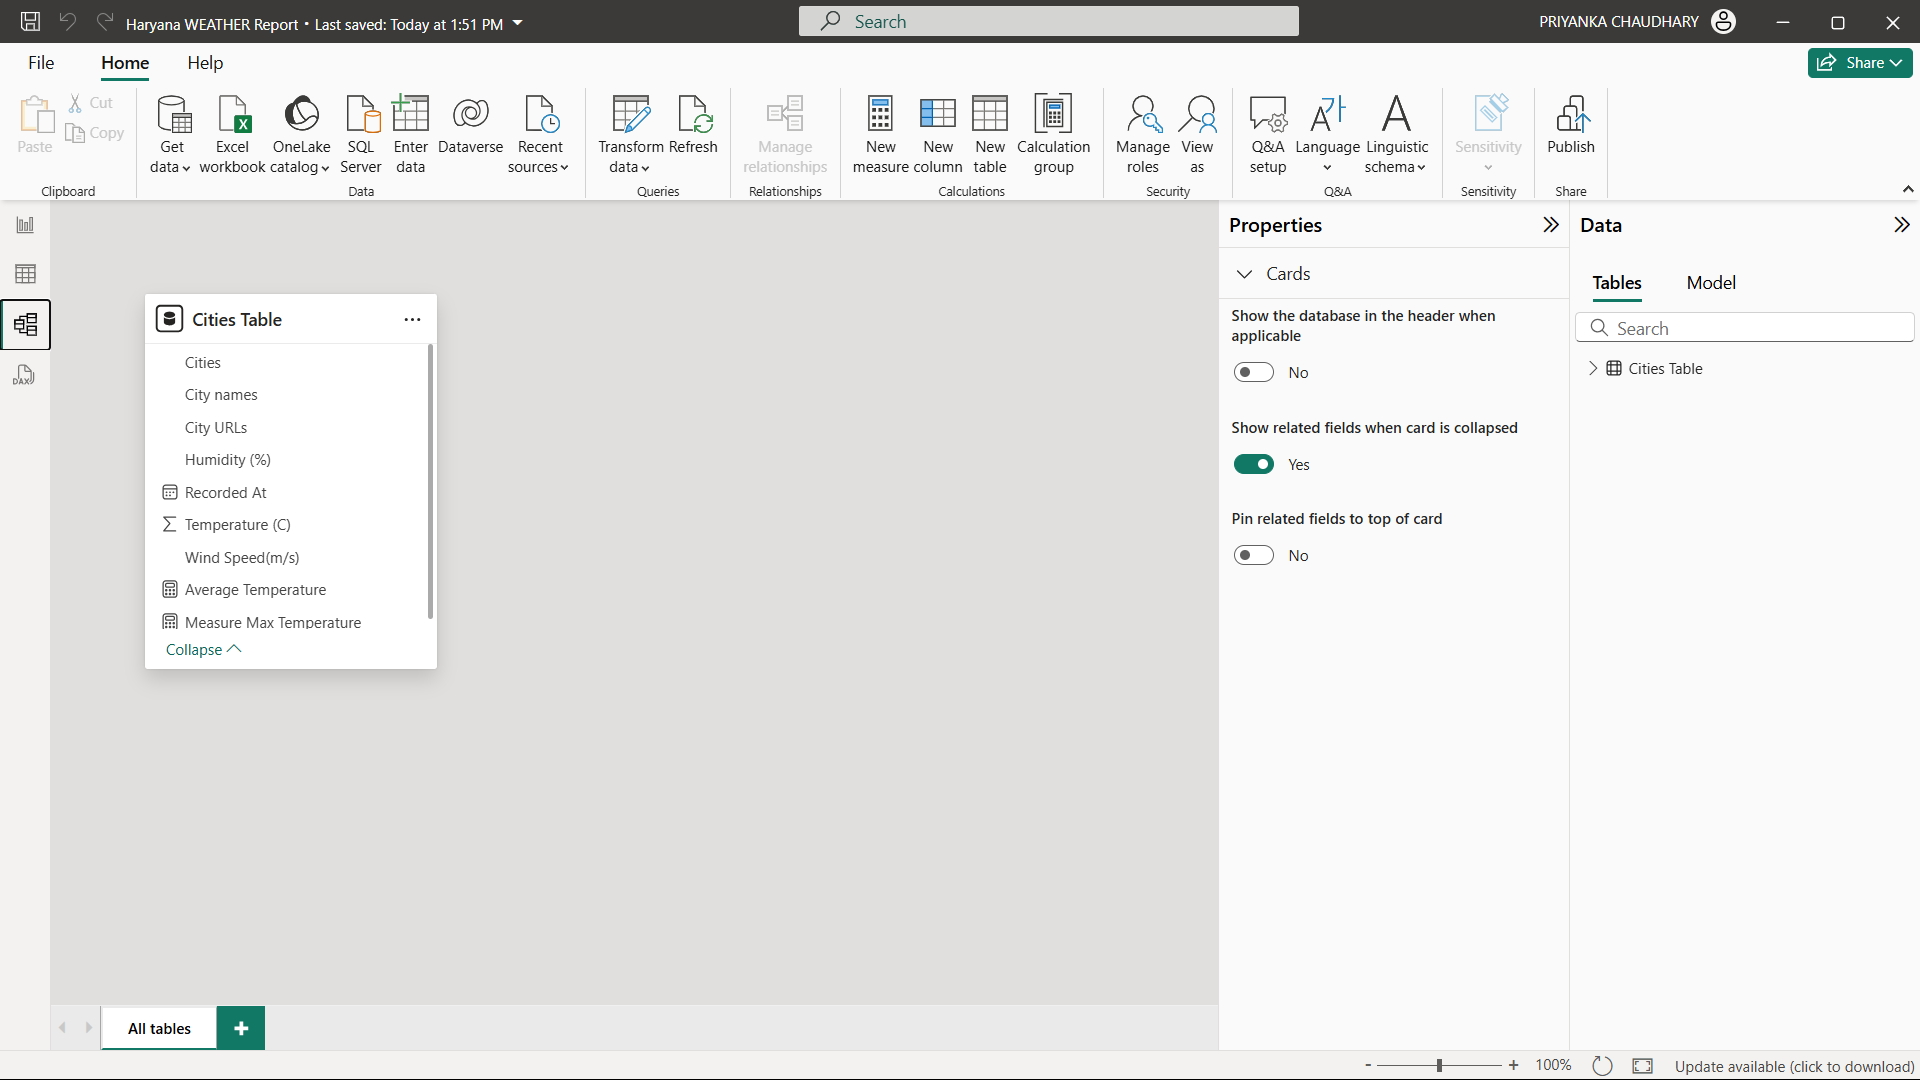 Haryana WEATHER Report • Last saved: Today at 1:51 PM
Search
PRIYANKA CHAUDHARY
File
Home
Help
Share
Paste
Cut
Copy
Clipboard
Get
data
Excel
workbook
OneLake
catalog
SQL
Server
Enter
data
Dataverse
Recent
sources
Data
Transform
data
Refresh
Queries
Manage
relationships
Relationships
New
measure
New
column
New
table
Calculation
group
Calculations
Manage
roles
View
as
Security
Q&A
setup
Language
Linguistic
schema
Q&A
Sensitivity
Sensitivity
Publish
Share
DAX
Cities Table
Cities
City names
City URLs
Humidity (%)
Recorded At
Temperature (C)
Wind Speed(m/s)
Average Temperature
Measure Max Temperature
Collapse
Properties
Cards
Show the database in the header when
applicable
No
Show related fields when card is collapsed
Yes
Pin related fields to top of card
No
Data
Tables
Model
Search
Cities Table
All tables
- + 100%
Update available (click to download)